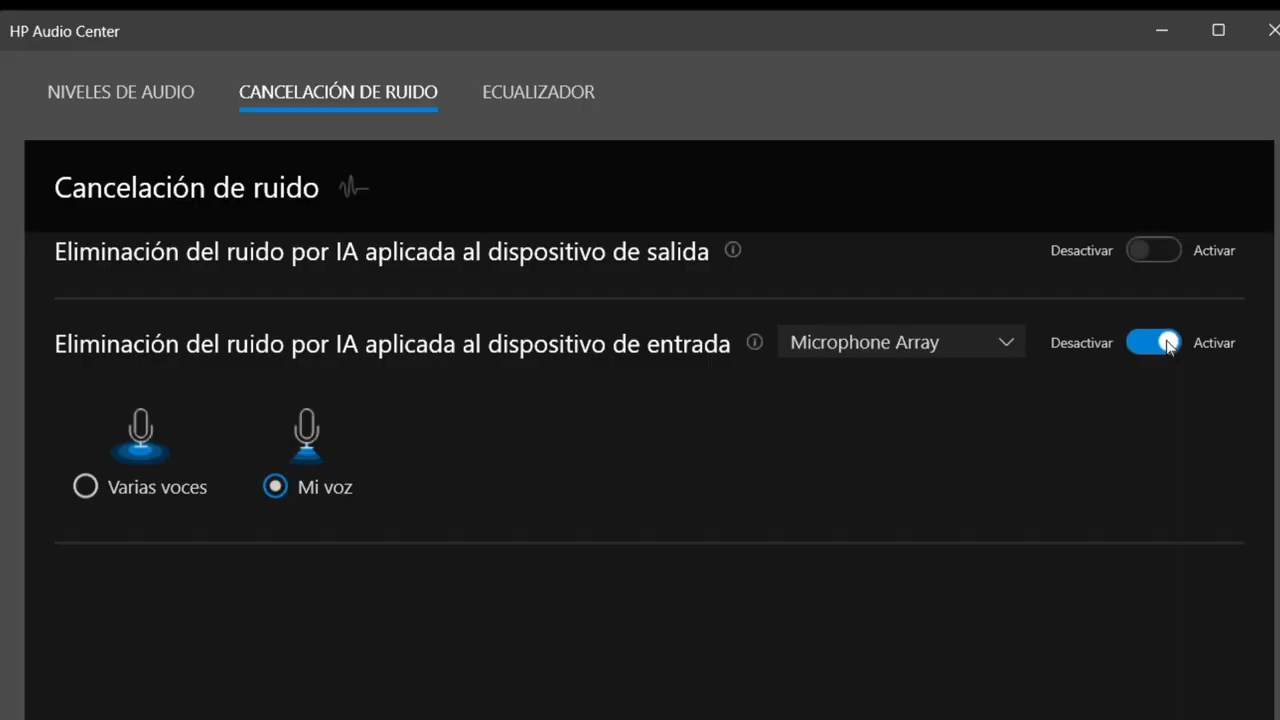 HP Audio Center
NIVELES DE AUDIO CANCELACIÓN DE RUIDO ECUALIZADOR
Cancelación de ruido
Eliminación del ruido por IA aplicada al dispositivo de salida Desactivar Activar
Eliminación del ruido por IA aplicada al dispositivo de entrada Microphone Array Desactivar Activar
Varias voces Mi voz